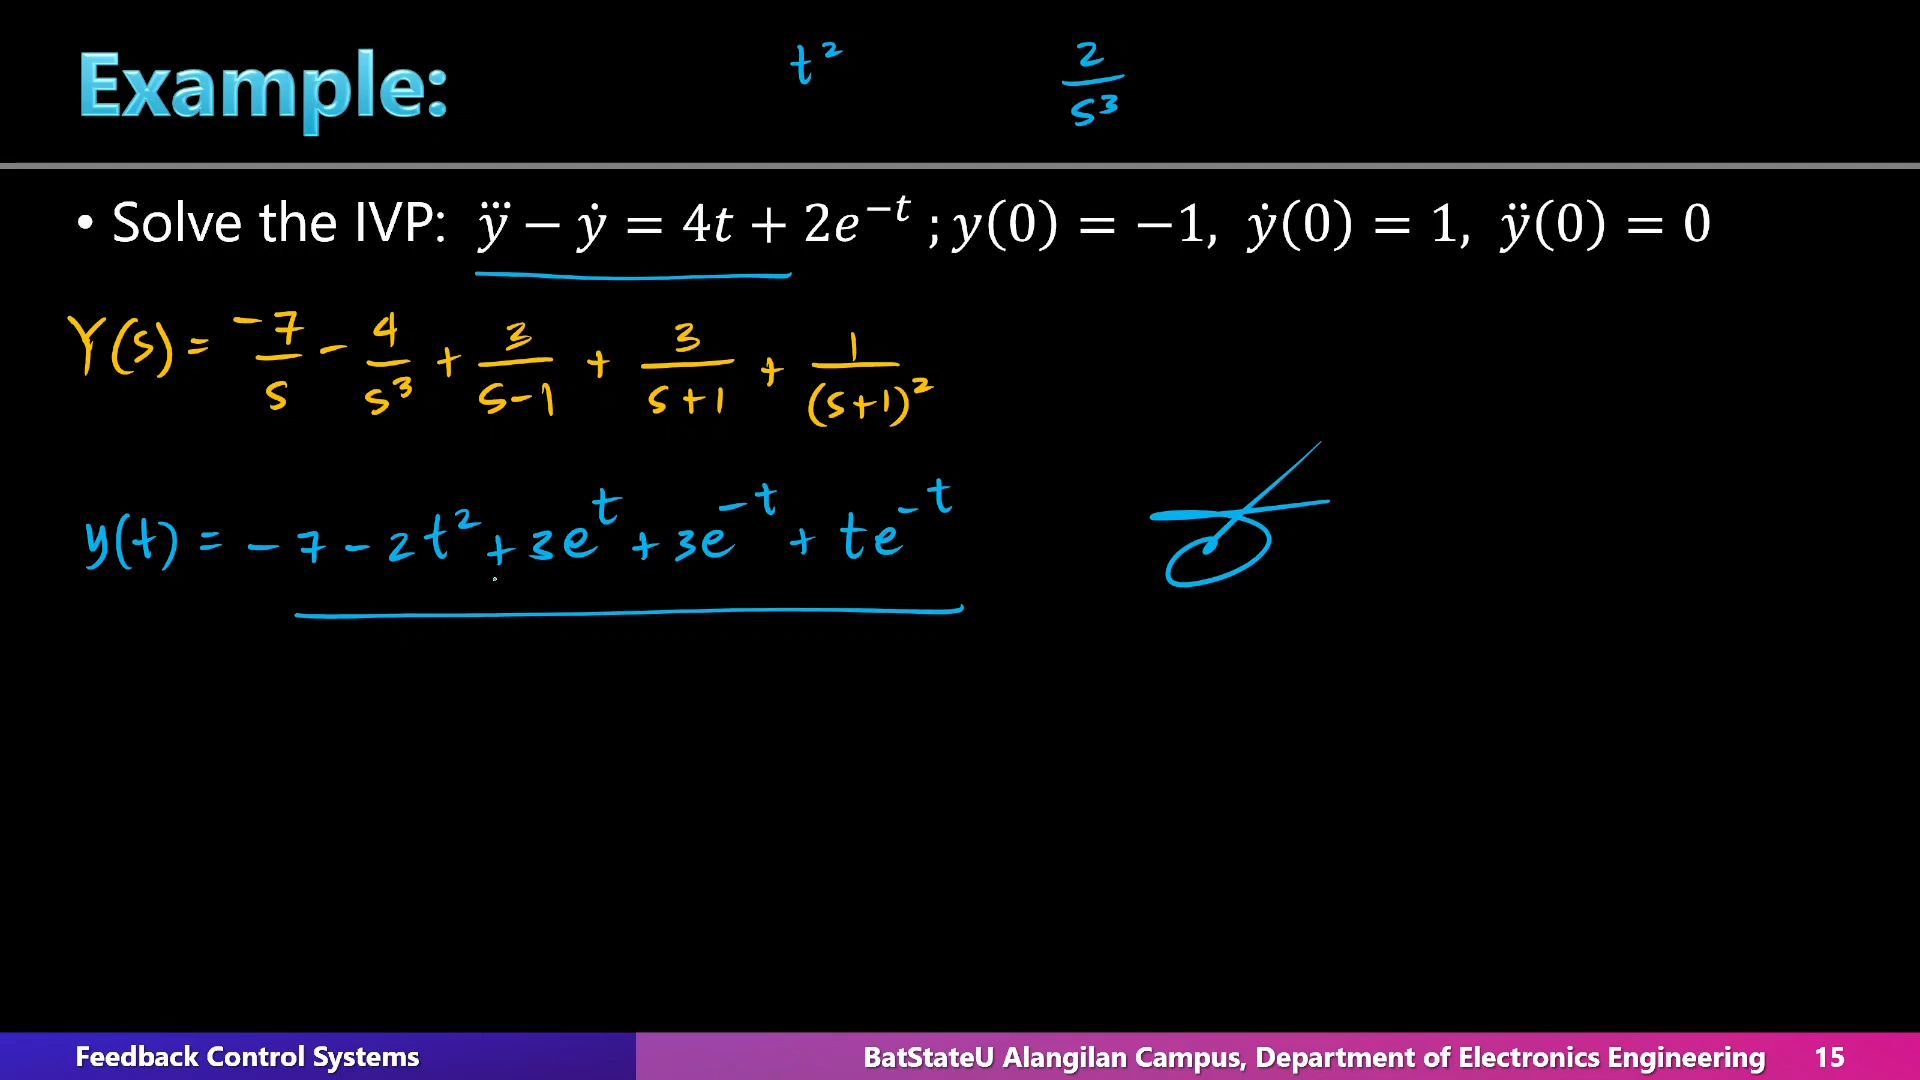 Example:
t² 2/s³
• Solve the IVP: y⃛ − ẏ = 4t + 2e⁻ᵗ ; y(0) = −1, ẏ(0) = 1, ÿ(0) = 0
Y(s) = -7/s - 4/s³ + 3/(s-1) + 3/(s+1) + 1/(s+1)²
y(t) = -7 - 2t² + 3eᵗ + 3e⁻ᵗ + te⁻ᵗ
Feedback Control Systems
BatStateU Alangilan Campus, Department of Electronics Engineering 15